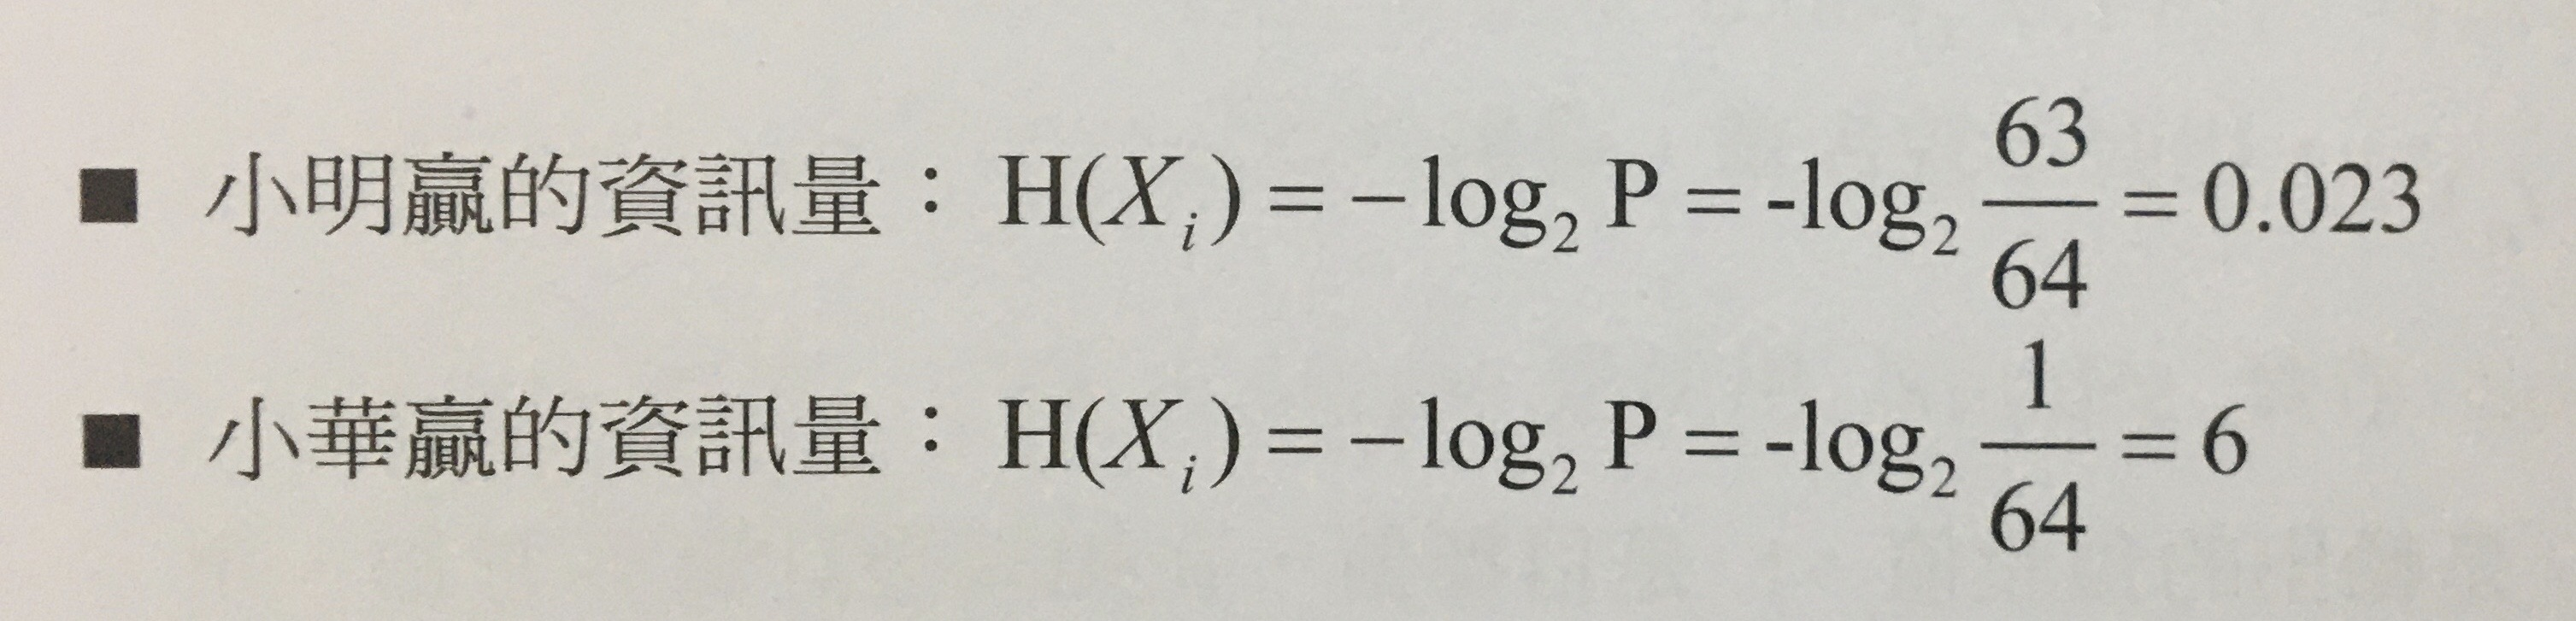 ■ 小明贏的資訊量：H(X_i) = −log₂ P = -log₂ 63/64 = 0.023
■ 小華贏的資訊量：H(X_i) = −log₂ P = -log₂ 1/64 = 6